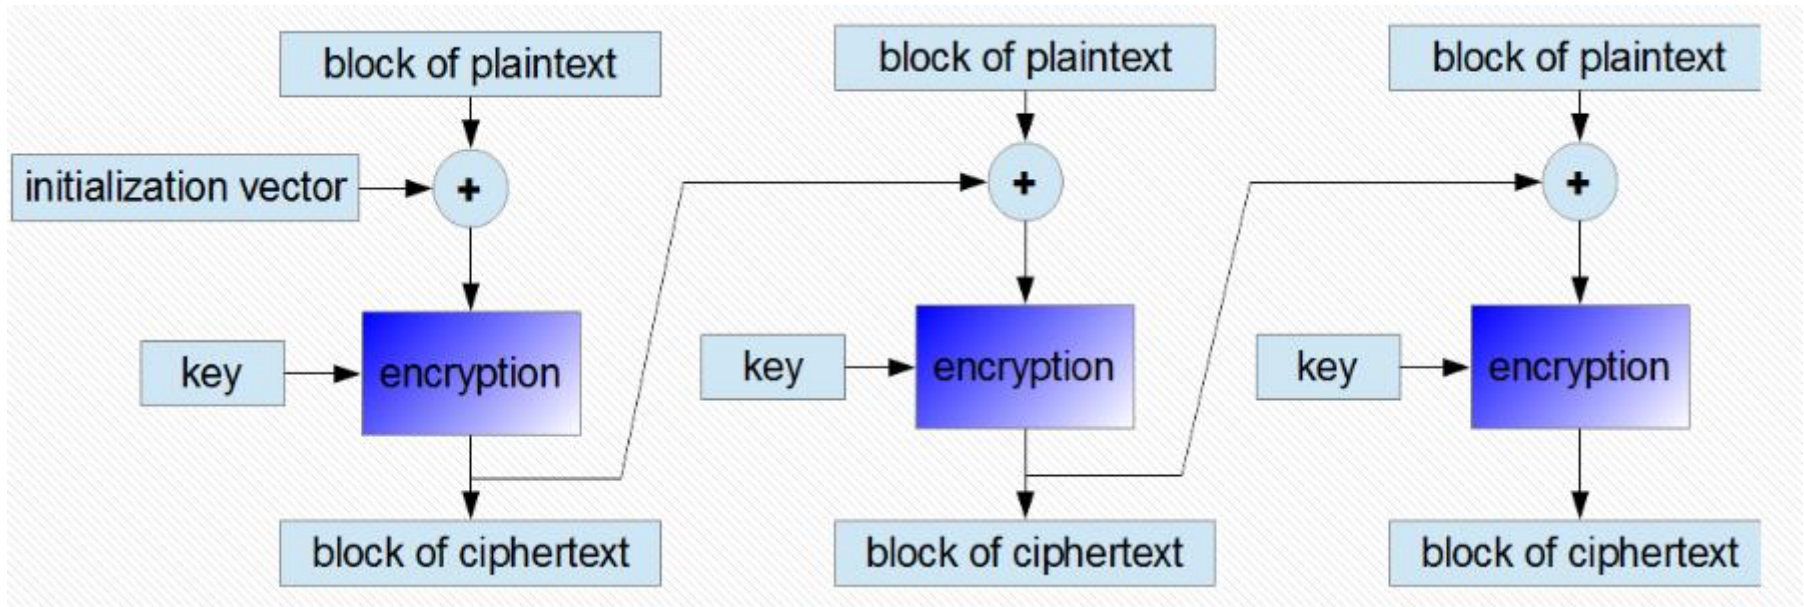 block of plaintext
block of plaintext
block of plaintext
initialization vector
+
+
+
key
encryption
key
encryption
key
encryption
block of ciphertext
block of ciphertext
block of ciphertext